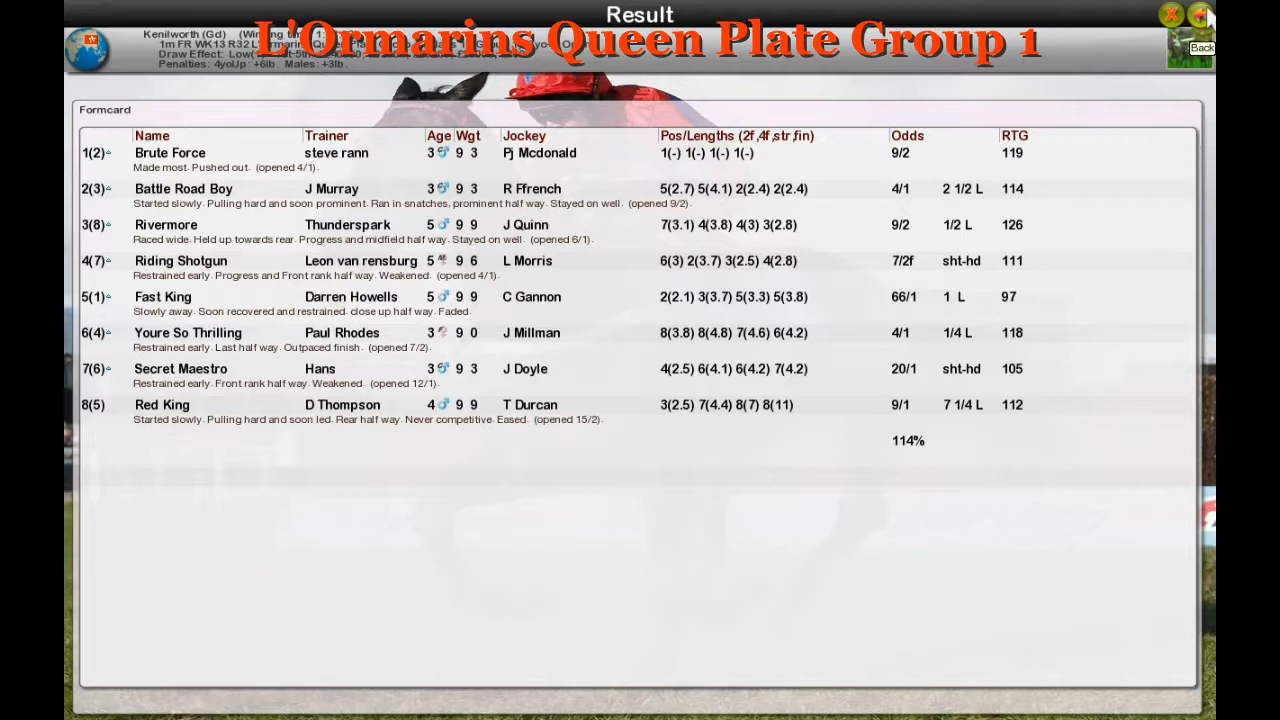 Result
L'Ormarins Queen Plate Group 1
Kenilworth (Gd)
1m FR WK13 R32
Draw Effect: Low
Penalties: 4yoUp: +6lb. Males: +3lb.
Back
Formcard
Name Trainer Age Wgt Jockey Pos/Lengths (2f,4f,str,fin) Odds RTG
1(2) Brute Force steve rann 3 9 3 Pj Mcdonald 1(-) 1(-) 1(-) 1(-) 9/2 119
Made most. Pushed out. (opened 4/1).
2(3) Battle Road Boy J Murray 3 9 3 R Ffrench 5(2.7) 5(4.1) 2(2.4) 2(2.4) 4/1 2 1/2 L 114
Started slowly. Pulling hard and soon prominent. Ran in snatches, prominent half way. Stayed on well. (opened 9/2).
3(8) Rivermore Thunderspark 5 9 9 J Quinn 7(3.1) 4(3.8) 4(3) 3(2.8) 9/2 1/2 L 126
Raced wide. Held up towards rear. Progress and midfield half way. Stayed on well. (opened 6/1).
4(7) Riding Shotgun Leon van rensburg 5 9 6 L Morris 6(3) 2(3.7) 3(2.5) 4(2.8) 7/2f sht-hd 111
Restrained early. Progress and Front rank half way. Weakened. (opened 4/1).
5(1) Fast King Darren Howells 5 9 9 C Gannon 2(2.1) 3(3.7) 5(3.3) 5(3.8) 66/1 1 L 97
Slowly away. Soon recovered and restrained. close up half way. Faded.
6(4) Youre So Thrilling Paul Rhodes 3 9 0 J Millman 8(3.8) 8(4.8) 7(4.6) 6(4.2) 4/1 1/4 L 118
Restrained early. Last half way. Outpaced finish. (opened 7/2).
7(6) Secret Maestro Hans 3 9 3 J Doyle 4(2.5) 6(4.1) 6(4.2) 7(4.2) 20/1 sht-hd 105
Restrained early. Front rank half way. Weakened. (opened 12/1).
8(5) Red King D Thompson 4 9 9 T Durcan 3(2.5) 7(4.4) 8(7) 8(11) 9/1 7 1/4 L 112
Started slowly. Pulling hard and soon led. Rear half way. Never competitive. Eased. (opened 15/2).
114%